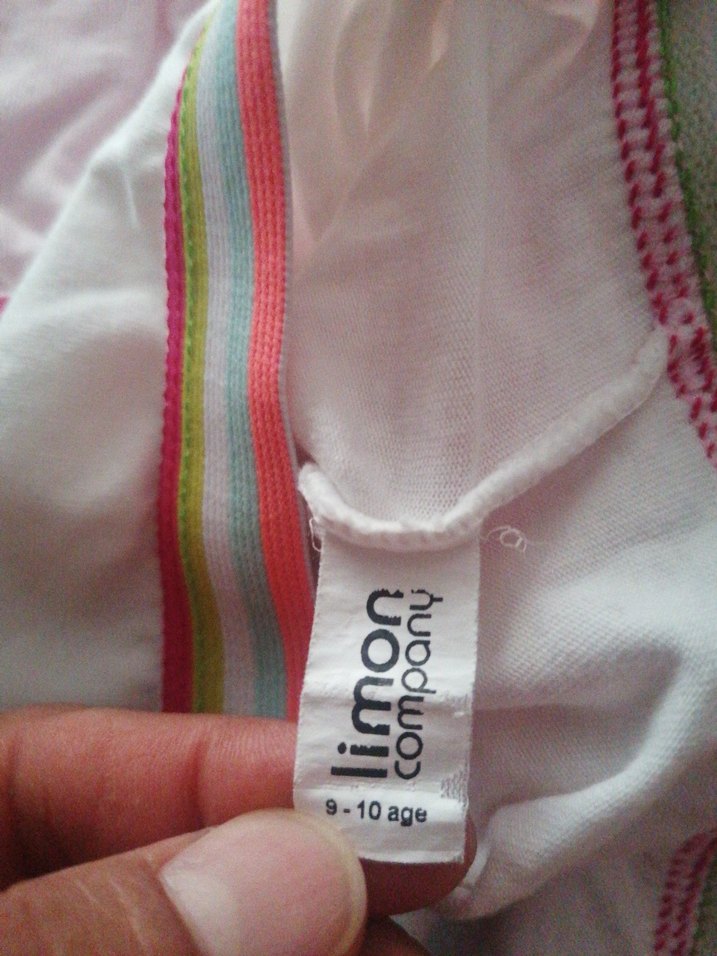 limon
company
9 - 10 age